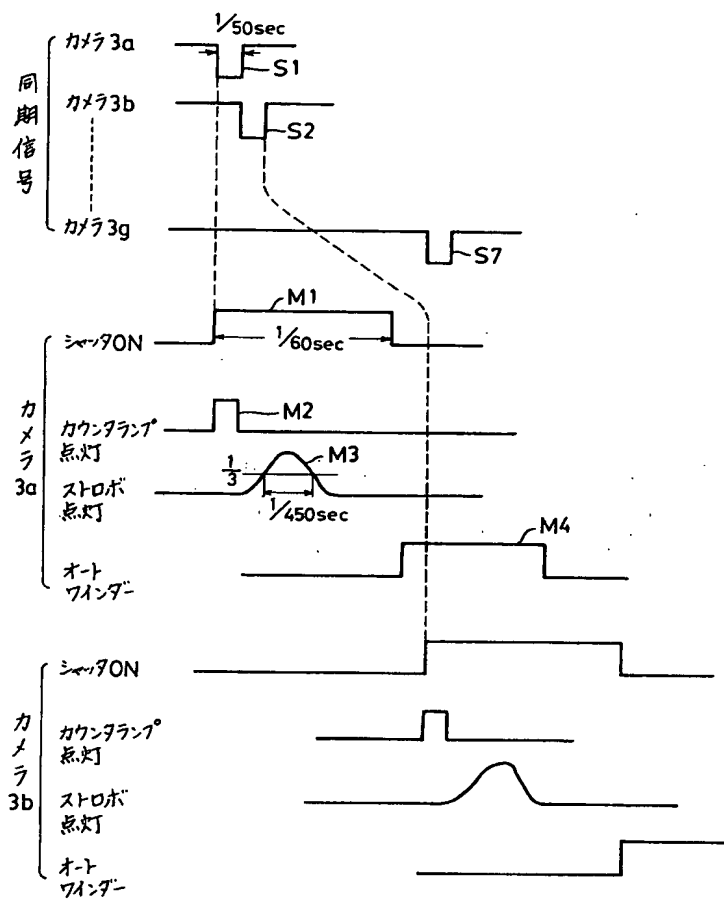 同期信号
1/50sec
カメラ3a
S1
カメラ3b
S2
カメラ3g
S7
カメラ3a
M1
シャッタON
1/60sec
M2
カウンタランプ
点灯
M3
1/3
ストロボ
点灯
1/450sec
M4
オート
ワインダー
カメラ3b
シャッタON
カウンタランプ
点灯
ストロボ
点灯
オート
ワインダー